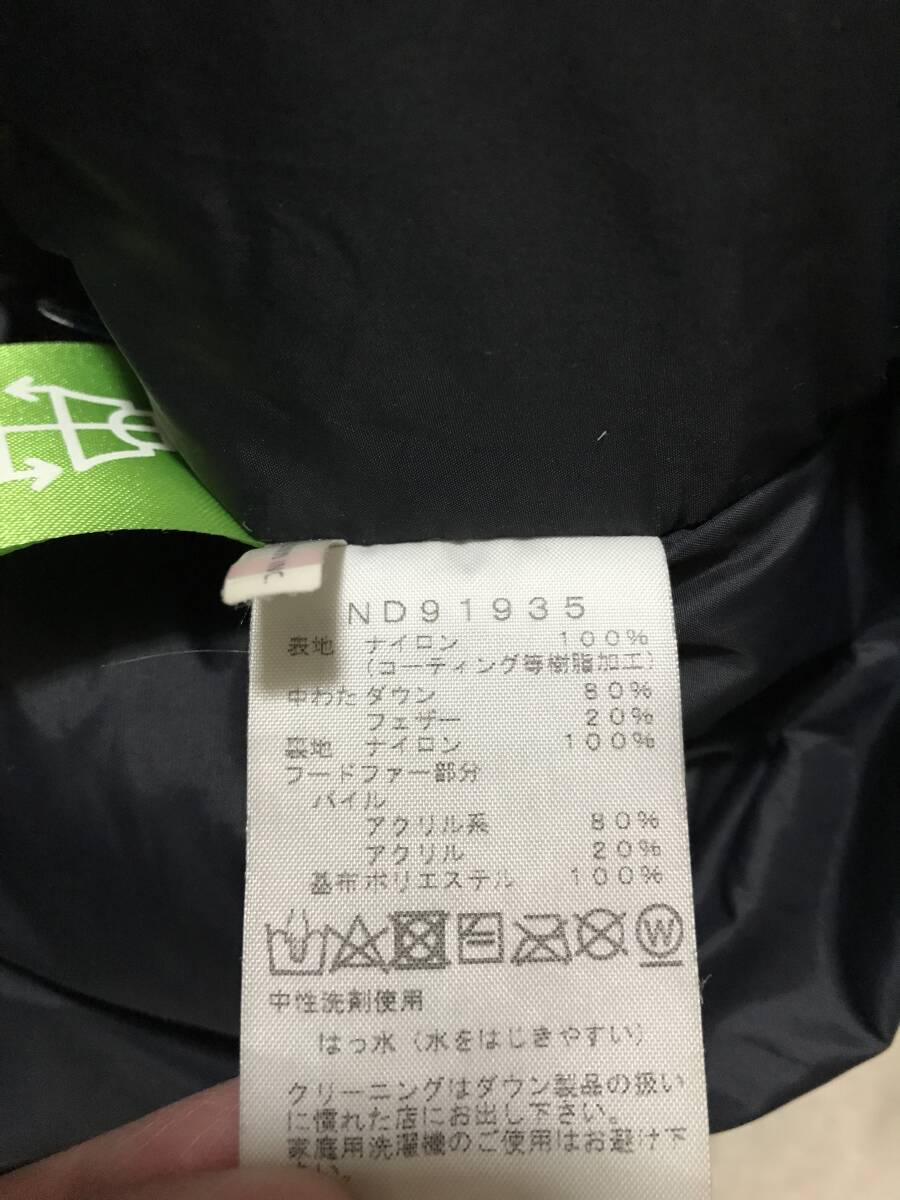 ND91935
表地 ナイロン 100%
(コーティング等樹脂加工)
中わた ダウン 80%
フェザー 20%
裏地 ナイロン 100%
フードファー部分
パイル
アクリル系 80%
アクリル 20%
基布 ポリエステル 100%
W
中性洗剤使用
はっ水(水をはじきやすい)
クリーニングはダウン製品の扱い
に慣れた店にお出し下さい。
家庭用洗濯機のご使用はお避け下
さい。